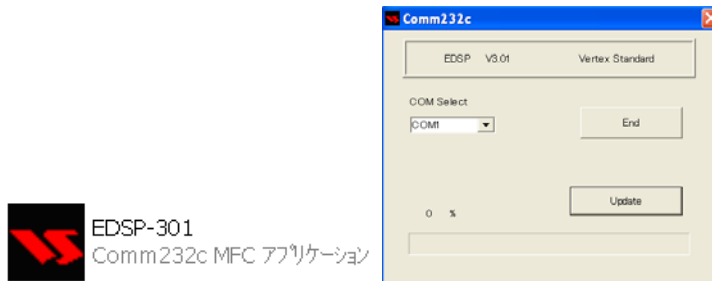 EDSP-301
Comm232c MFC アプリケーション
Comm232c
EDSP V3.01 Vertex Standard
COM Select
COM1
End
Update
0 %